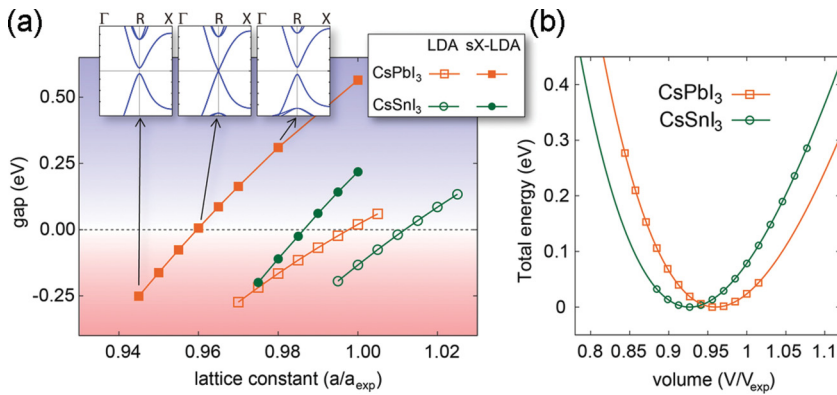 (a)
Γ R X Γ R X Γ R X
LDA sX-LDA
CsPbI3
CsSnI3
gap (eV)
0.50
0.25
0.00
-0.25
0.94 0.96 0.98 1.00 1.02
lattice constant (a/aexp)
(b)
CsPbI3
CsSnI3
Total energy (eV)
0.4
0.3
0.2
0.1
0
0.8 0.85 0.9 0.95 1 1.05 1.1
volume (V/Vexp)